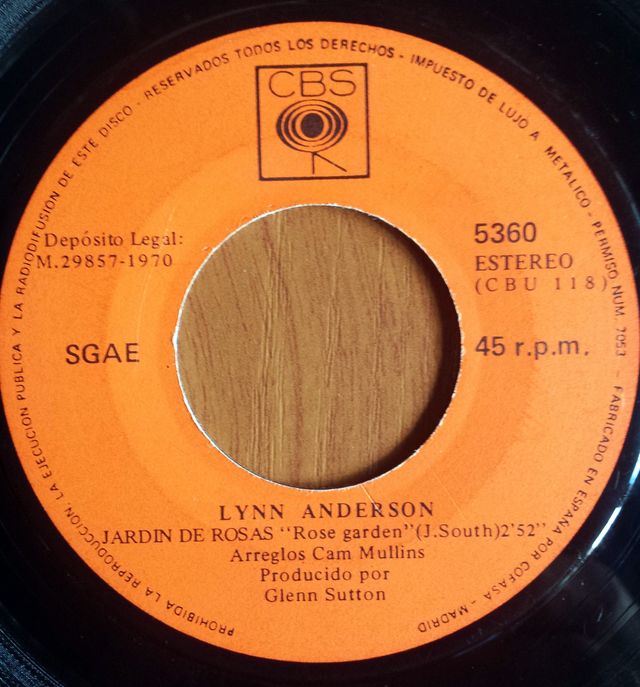 PROHIBIDA LA REPRODUCCION, LA EJECUCION PUBLICA Y LA RADIODIFUSION DE ESTE DISCO - RESERVADOS TODOS LOS DERECHOS - IMPUESTO DE LUJO A METALICO - PERMISO NUM. 7053 - FABRICADO EN ESPAÑA POR COFASA - MADRID
CBS
Depósito Legal:
M.29857-1970
5360
ESTEREO
(CBU 118)
SGAE
45 r.p.m.
LYNN ANDERSON
JARDIN DE ROSAS "Rose garden"(J.South)2'52"
Arreglos Cam Mullins
Producido por
Glenn Sutton